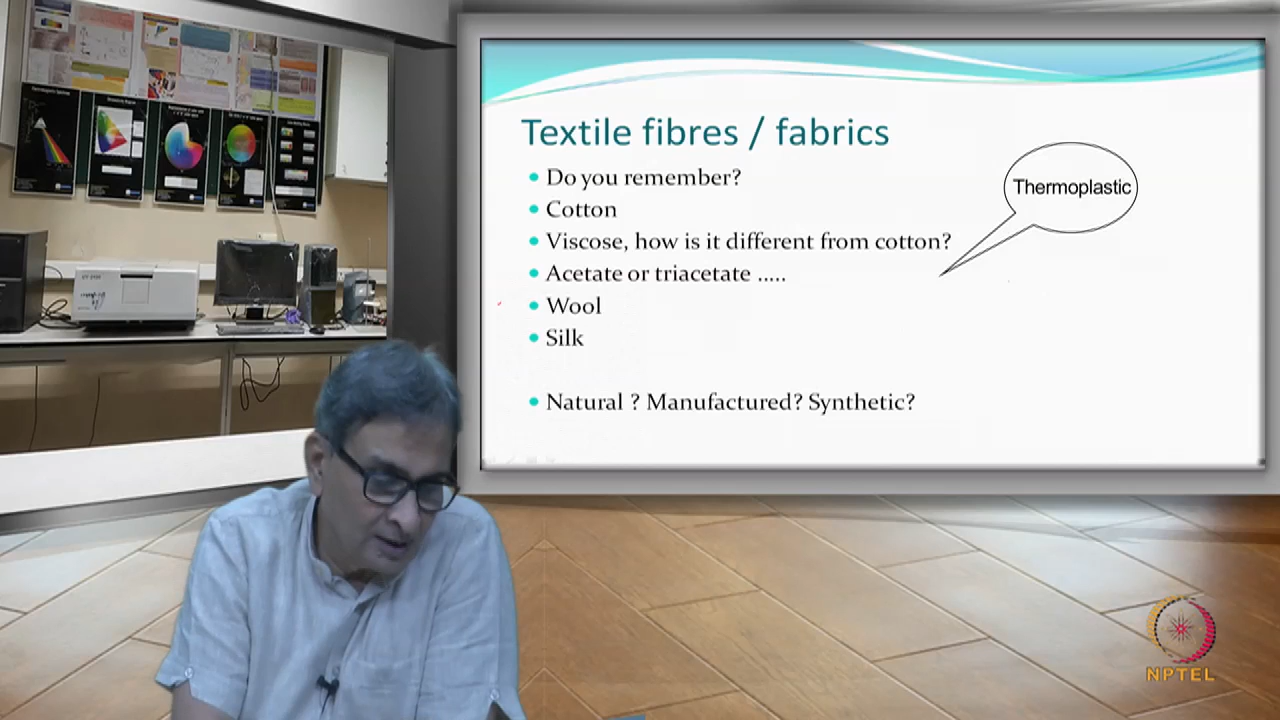 Textile fibres / fabrics
Do you remember?
Cotton
Viscose, how is it different from cotton?
Acetate or triacetate .....
Wool
Silk
Natural ? Manufactured? Synthetic?
Thermoplastic
NPTEL